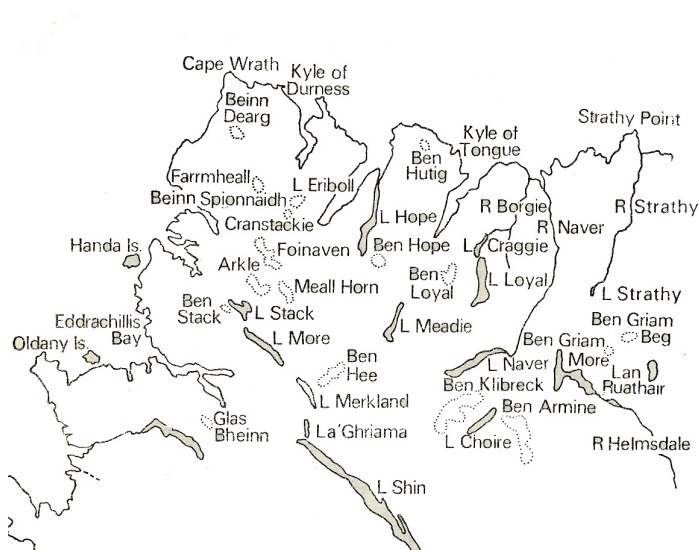 Cape Wrath
Kyle of
Durness
Beinn
Dearg
Strathy Point
Kyle of
Tongue
Ben
Hutig
Farrmheall
L Eriboll
Beinn Spionnaidh
Cranstackie
R Borgie
R Strathy
L Hope
R Naver
Handa Is.
Foinaven
Ben Hope
L Craggie
Arkle
Ben
Loyal
L Loyal
Meall Horn
L Strathy
Ben
Stack
L Stack
Eddrachillis
Bay
Oldany Is.
L More
L Meadie
Ben Griam
Beg
Ben Griam
More
Ben
Hee
L Naver
Lan
Ruathair
Ben Klibreck
L Merkland
Ben Armine
Glas
Bheinn
La'Ghriama
L Choire
R Helmsdale
L Shin